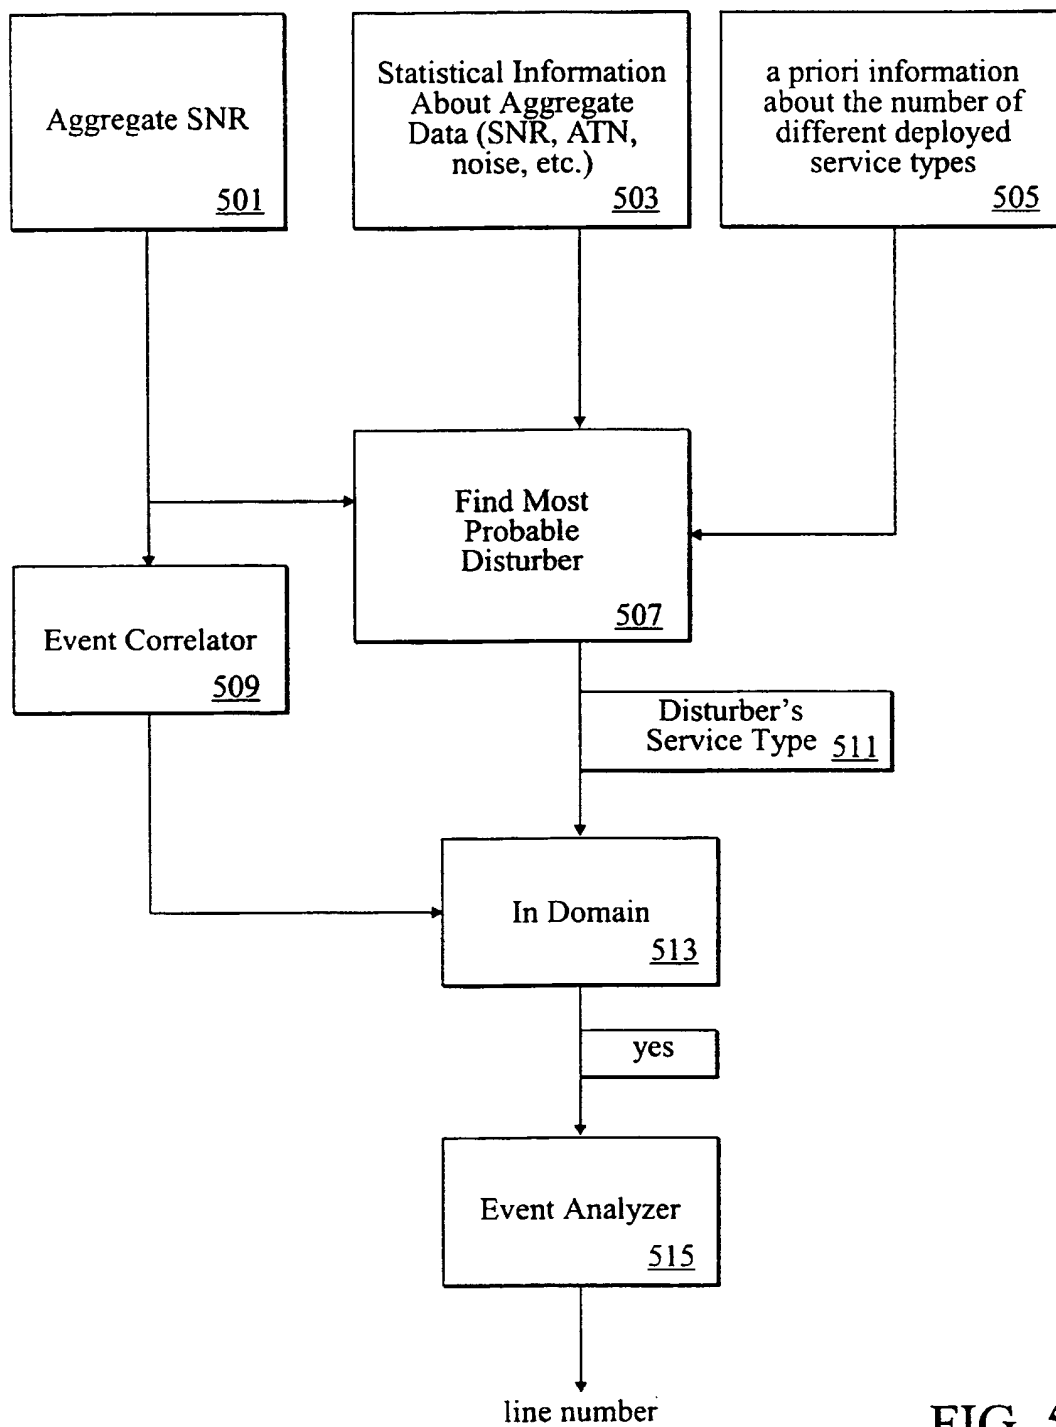 Aggregate SNR
501
Statistical Information
About Aggregate
Data (SNR, ATN,
noise, etc.)
503
a priori information
about the number of
different deployed
service types
505
Find Most
Probable
Disturber
507
Event Correlator
509
Disturber's
Service Type
511
In Domain
513
yes
Event Analyzer
515
line number
FIG.